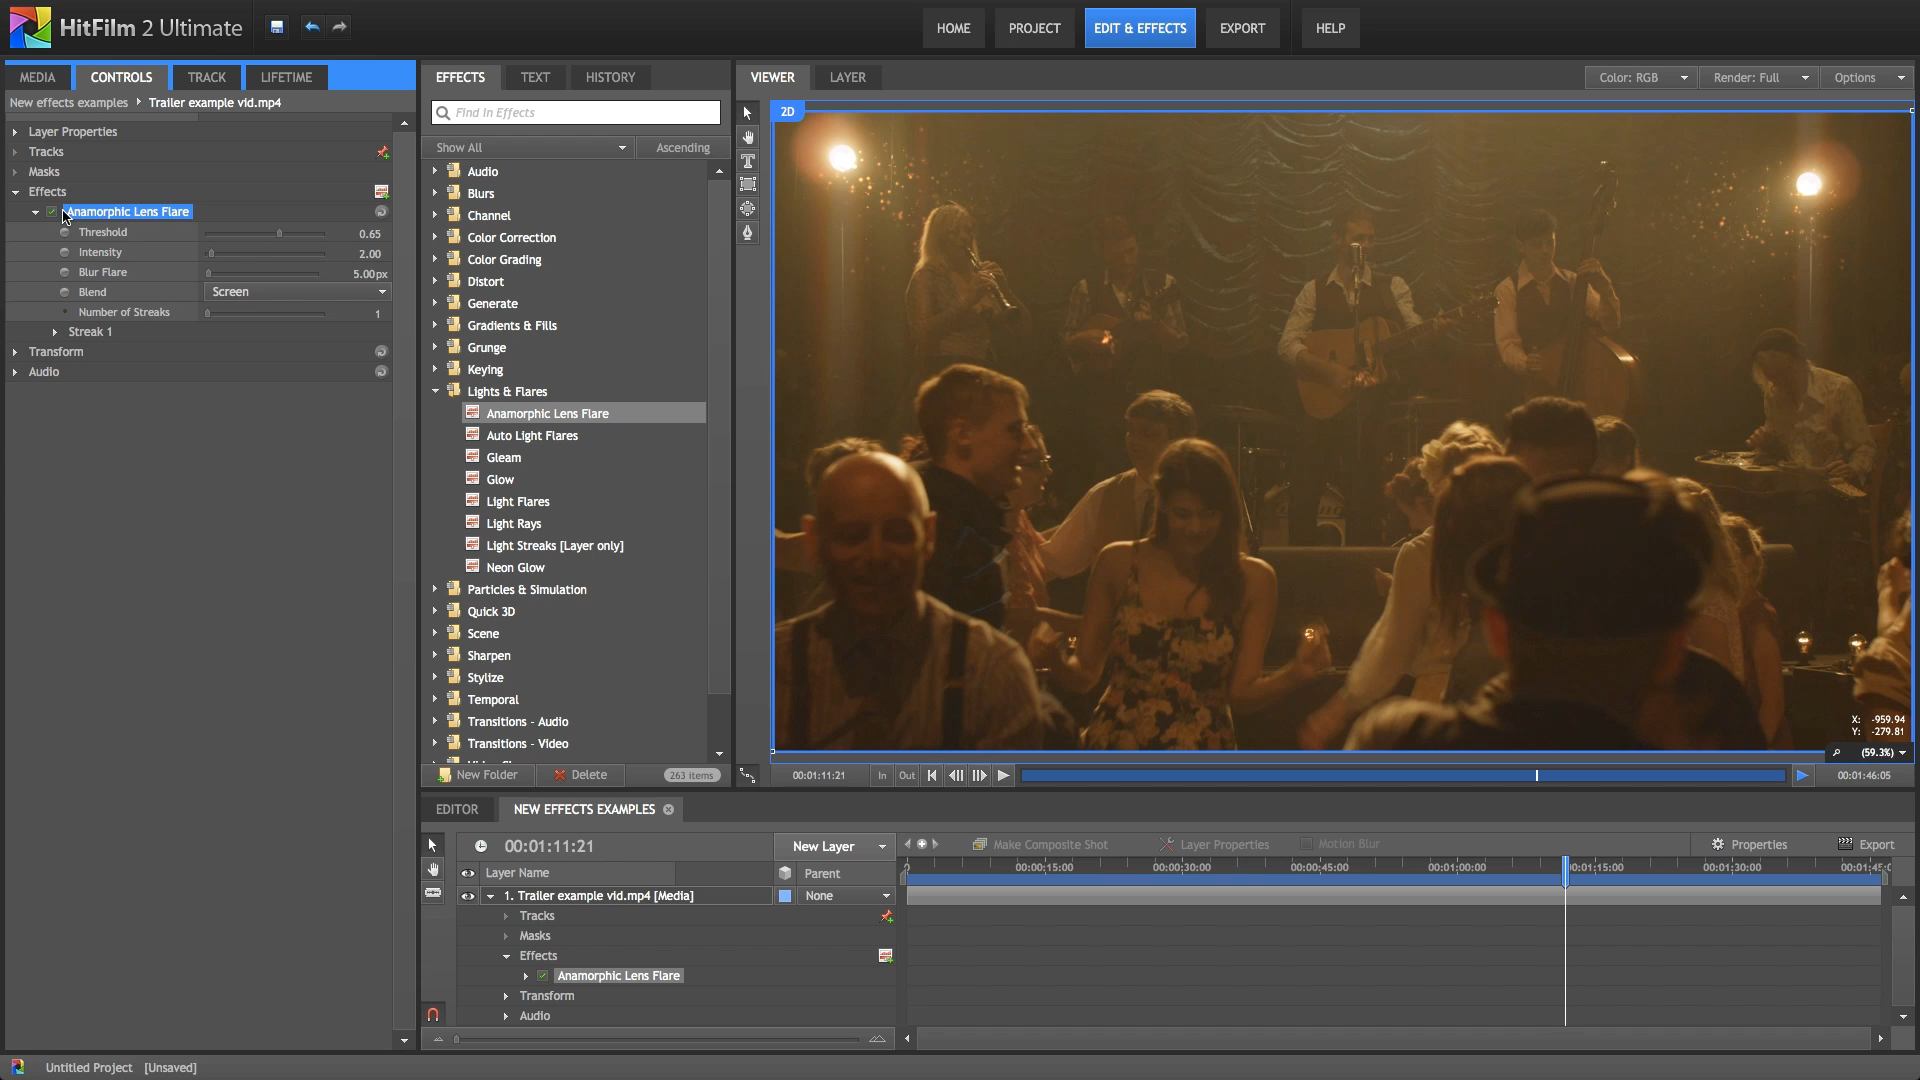 HitFilm 2 Ultimate
HOME PROJECT EDIT & EFFECTS EXPORT HELP
MEDIA CONTROLS TRACK LIFETIME
New effects examples Trailer example vid.mp4
Layer Properties
Tracks
Masks
Effects
Anamorphic Lens Flare
Threshold 0.65
Intensity 2.00
Blur Flare 5.00px
Blend Screen
Number of Streaks 1
Streak 1
Transform
Audio
EFFECTS TEXT HISTORY
Find in Effects
Show All Ascending
Audio
Blurs
Channel
Color Correction
Color Grading
Distort
Generate
Gradients & Fills
Grunge
Keying
Lights & Flares
Anamorphic Lens Flare
Auto Light Flares
Gleam
Glow
Light Flares
Light Rays
Light Streaks [Layer only]
Neon Glow
Particles & Simulation
Quick 3D
Scene
Sharpen
Stylize
Temporal
Transitions - Audio
Transitions - Video
New Folder Delete 263 items
VIEWER LAYER
Color: RGB Render: Full Options
2D
X: -959.94
Y: -279.81
(59.3%)
00:01:11:21 In Out 00:01:46:05
EDITOR NEW EFFECTS EXAMPLES
00:01:11:21 New Layer Make Composite Shot Layer Properties Motion Blur Properties Export
0 00:00:15:00 00:00:30:00 00:00:45:00 00:01:00:00 00:01:15:00 00:01:30:00
Layer Name Parent
1. Trailer example vid.mp4 [Media] None
Tracks
Masks
Effects
Anamorphic Lens Flare
Transform
Audio
Untitled Project [Unsaved]